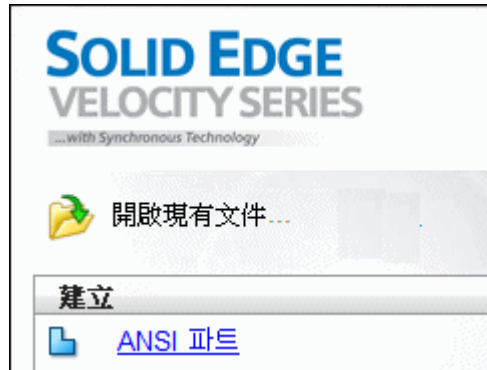 SOLID EDGE
VELOCITY SERIES
...with Synchronous Technology
開啟現有文件...
建立
ANSI 파트